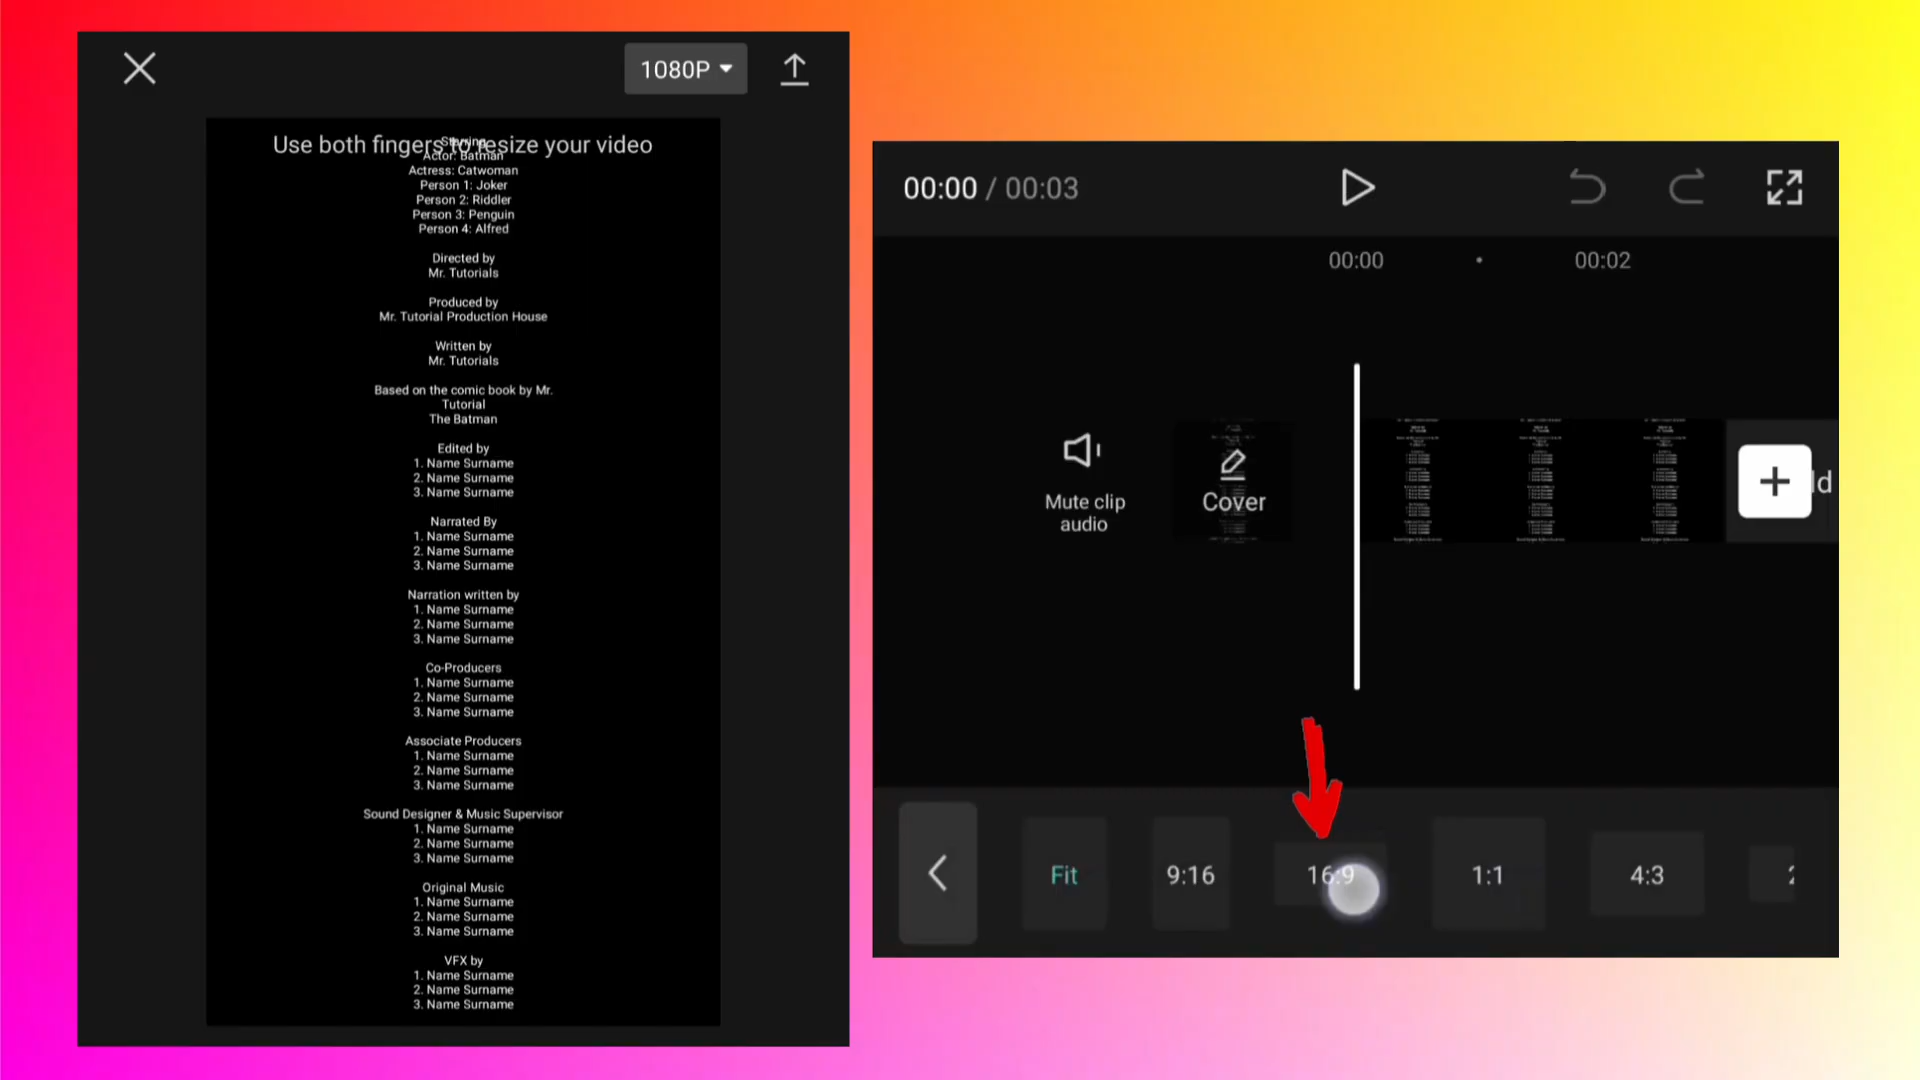 1080P
Use both fingers to resize your video
Starring
Actor: Batman
Actress: Catwoman
Person 1: Joker
Person 2: Riddler
Person 3: Penguin
Person 4: Alfred
Directed by
Mr. Tutorials
Produced by
Mr. Tutorial Production House
Written by
Mr. Tutorials
Based on the comic book by Mr.
Tutorial
The Batman
Edited by
1. Name Surname
2. Name Surname
3. Name Surname
Narrated By
1. Name Surname
2. Name Surname
3. Name Surname
Narration written by
1. Name Surname
2. Name Surname
3. Name Surname
Co-Producers
1. Name Surname
2. Name Surname
3. Name Surname
Associate Producers
1. Name Surname
2. Name Surname
3. Name Surname
Sound Designer & Music Supervisor
1. Name Surname
2. Name Surname
3. Name Surname
Original Music
1. Name Surname
2. Name Surname
3. Name Surname
VFX by
1. Name Surname
2. Name Surname
3. Name Surname
00:00 / 00:03
00:00 • 00:02
Mute clip
audio
Cover
Fit 9:16 16:9 1:1 4:3